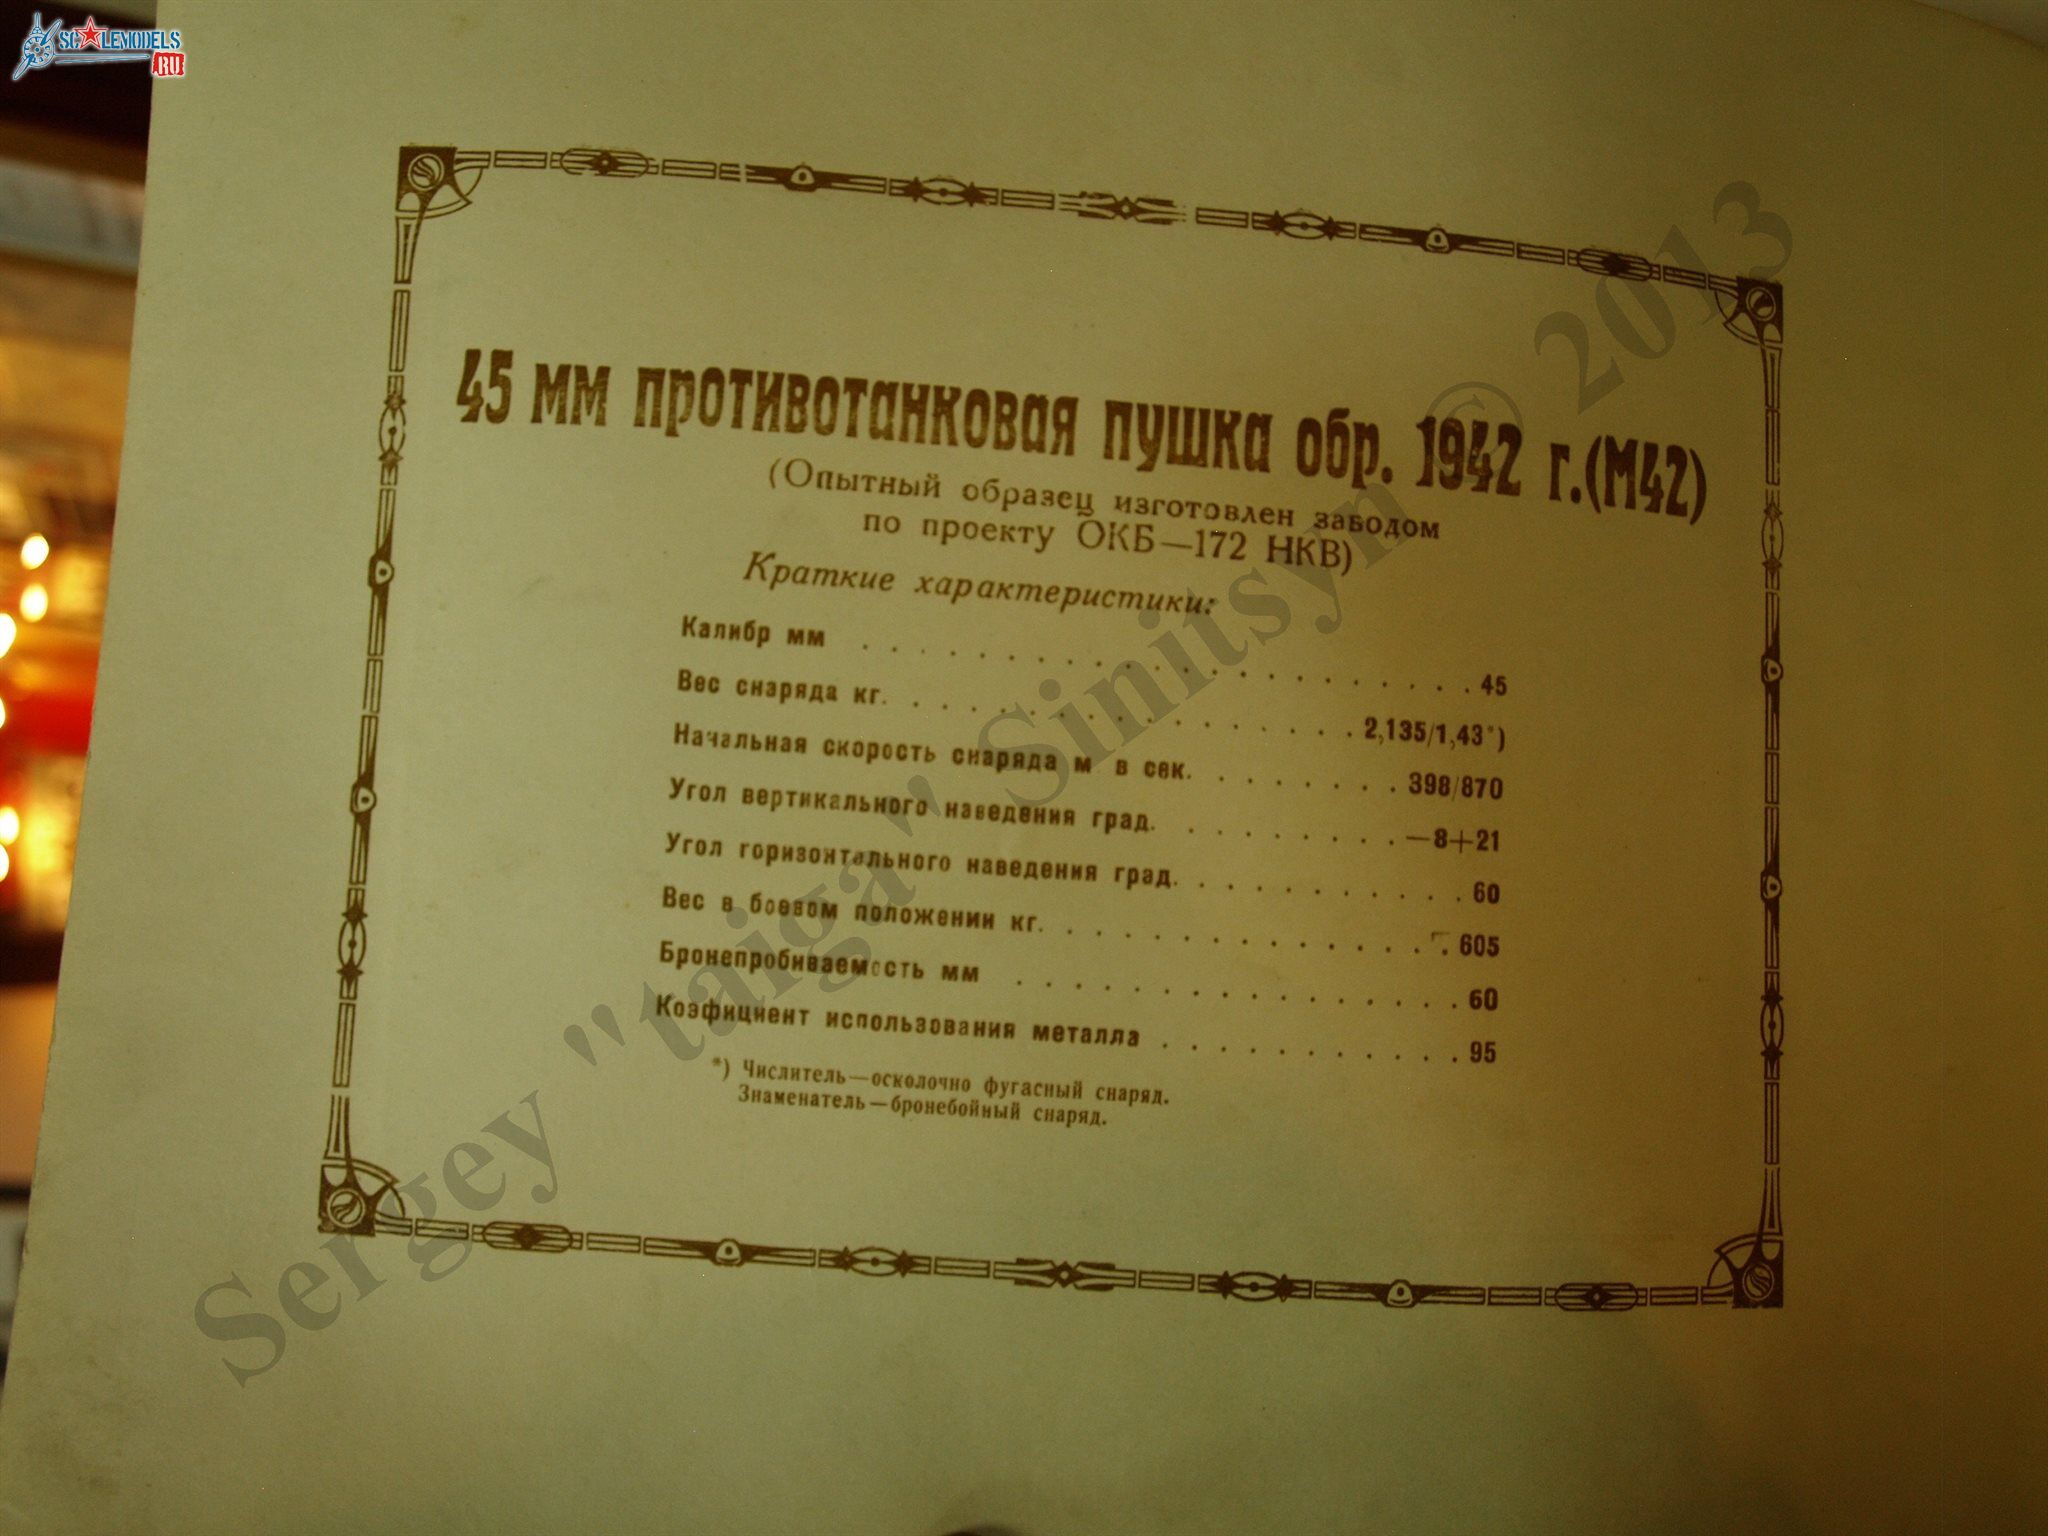 SCALEMODELS
.RU
45 мм противотанковая пушка обр. 1942 г.(М42)
(Опытный образец изготовлен заводом
по проекту ОКБ—172 НКВ)
Краткие характеристики:
Калибр мм . . . . . . . . . . . . . . . . . . . . . 45
Вес снаряда кг. . . . . . . . . . . . . . . . . 2,135/1,43*)
Начальная скорость снаряда м в сек. . . . . . . . 398/870
Угол вертикального наведения град. . . . . . . . . —8+21
Угол горизонтального наведения град. . . . . . . . . . . 60
Вес в боевом положении кг. . . . . . . . . . . . . . . 605
Бронепробиваемость мм . . . . . . . . . . . . . . . . 60
Коэфициент использования металла . . . . . . . . . . . 95
*) Числитель—осколочно фугасный снаряд.
Знаменатель—бронебойный снаряд.
Sergey "taiga" Sinitsyn © 2013